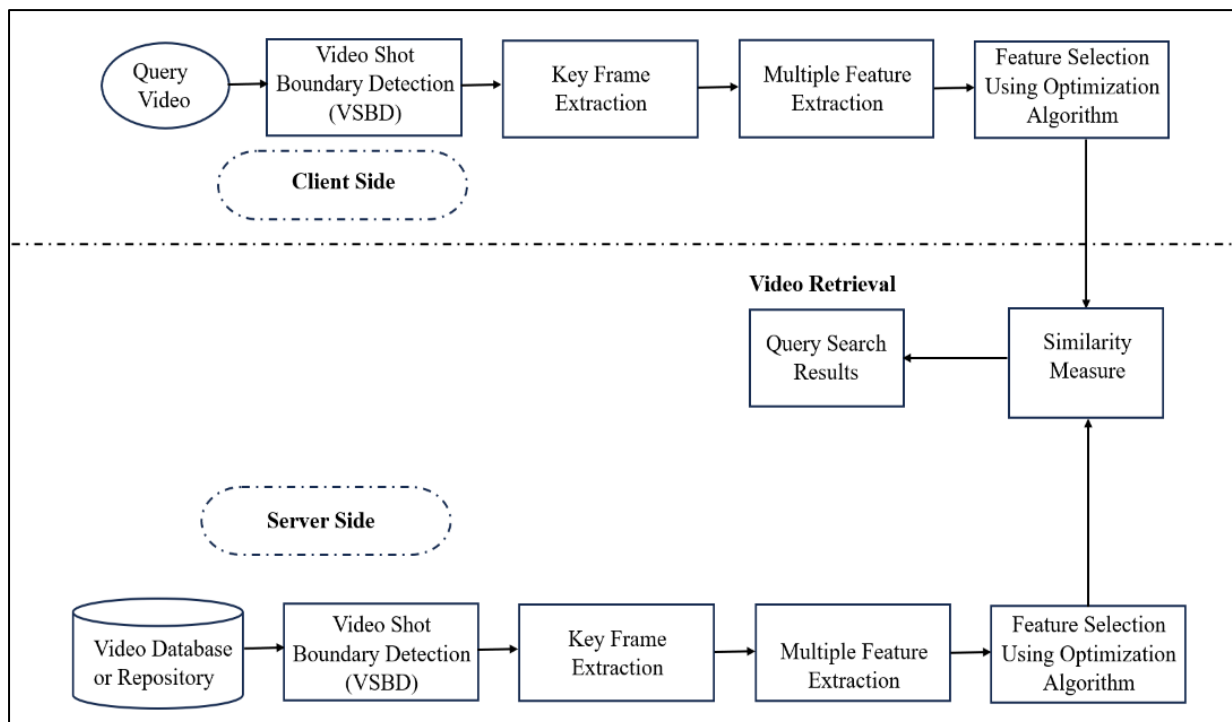 Query
Video
Video Shot
Boundary Detection
(VSBD)
Key Frame
Extraction
Multiple Feature
Extraction
Feature Selection
Using Optimization
Algorithm
Client Side
Video Retrieval
Query Search
Results
Similarity
Measure
Server Side
Video Database
or Repository
Video Shot
Boundary Detection
(VSBD)
Key Frame
Extraction
Multiple Feature
Extraction
Feature Selection
Using Optimization
Algorithm